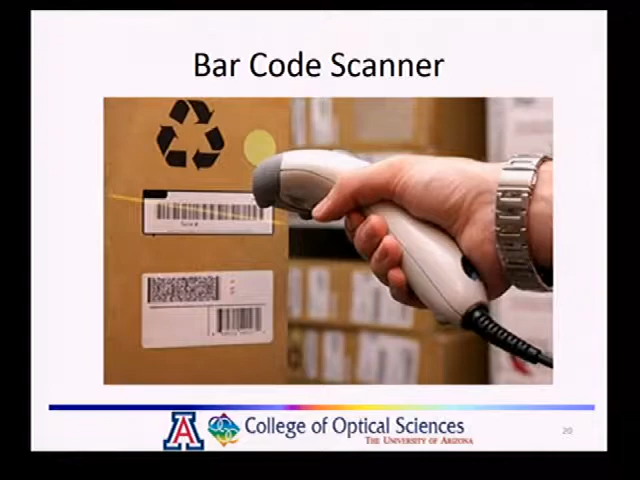 Bar Code Scanner
College of Optical Sciences
THE UNIVERSITY OF ARIZONA
20